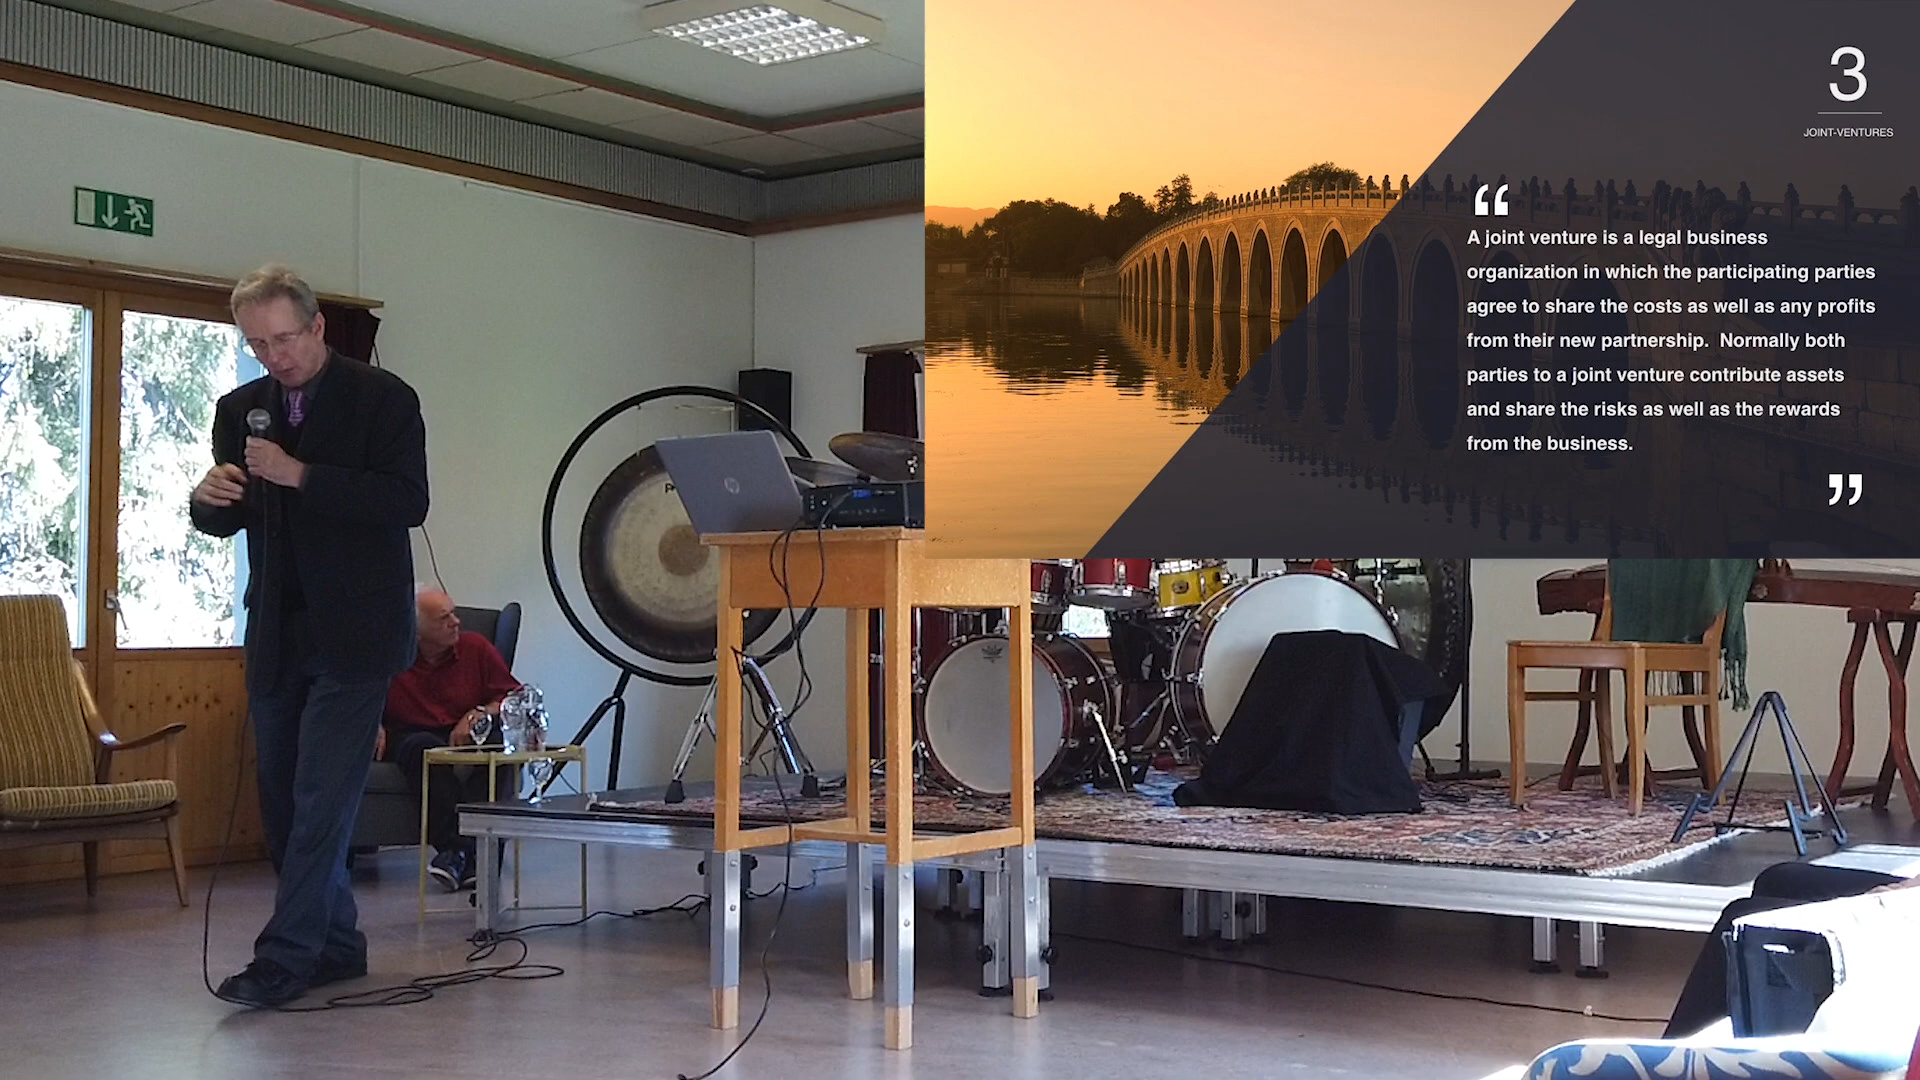 3
JOINT-VENTURES
“
A joint venture is a legal business
organization in which the participating parties
agree to share the costs as well as any profits
from their new partnership.  Normally both
parties to a joint venture contribute assets
and share the risks as well as the rewards
from the business.
”
hp